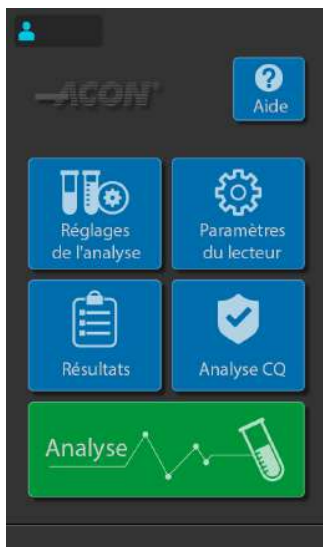 ACON®
Aide
Réglages
de l'analyse
Paramètres
du lecteur
Résultats
Analyse CQ
Analyse